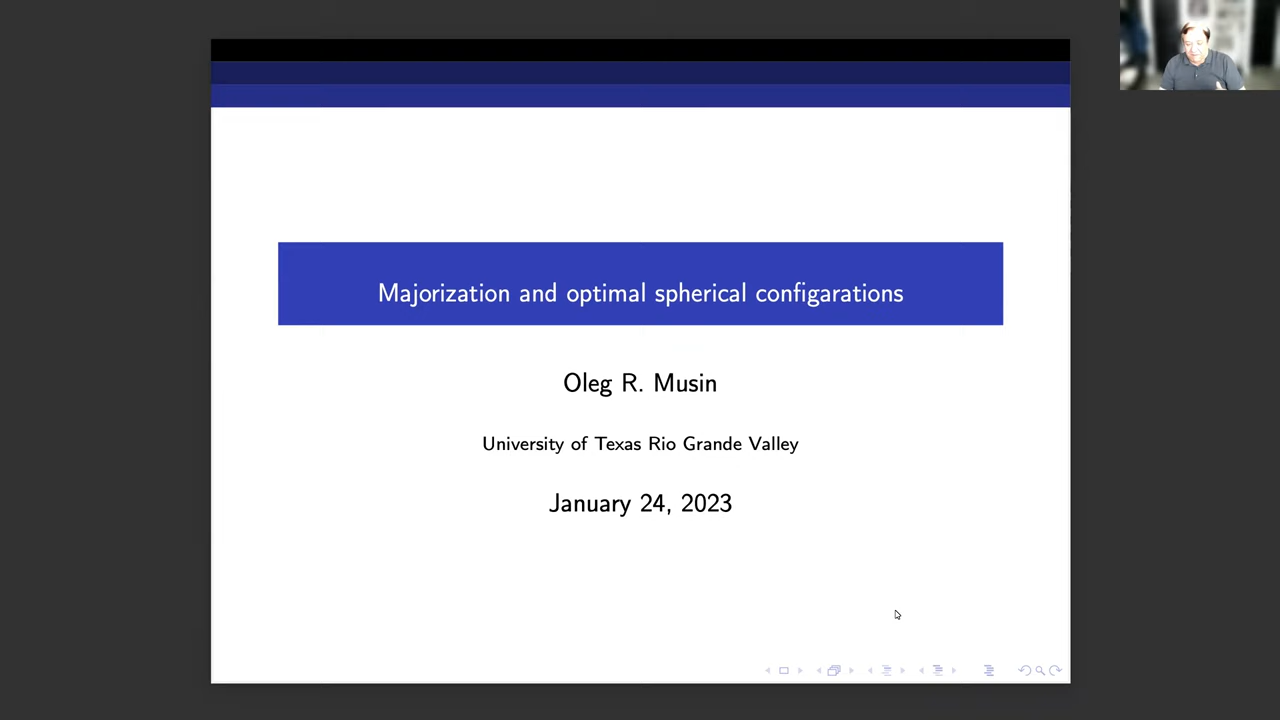 Majorization and optimal spherical configarations
Oleg R. Musin
University of Texas Rio Grande Valley
January 24, 2023